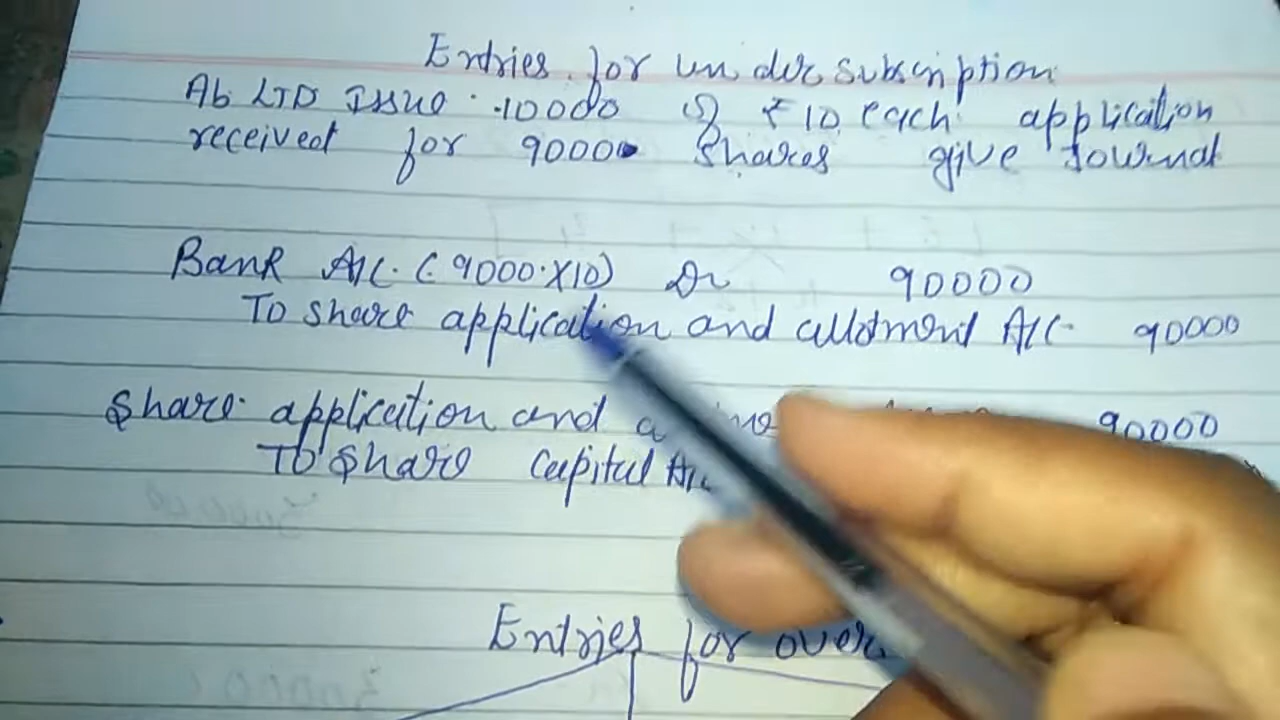 Entries for under subscription
Ab LTD Issue 10000 of ₹10 each application
received for 9000 shares give Journal
Bank A/c (9000×10) Dr 90000
To share application and allotment A/c 90000
Share application and 90000
To Share capital A/c
Entries for over